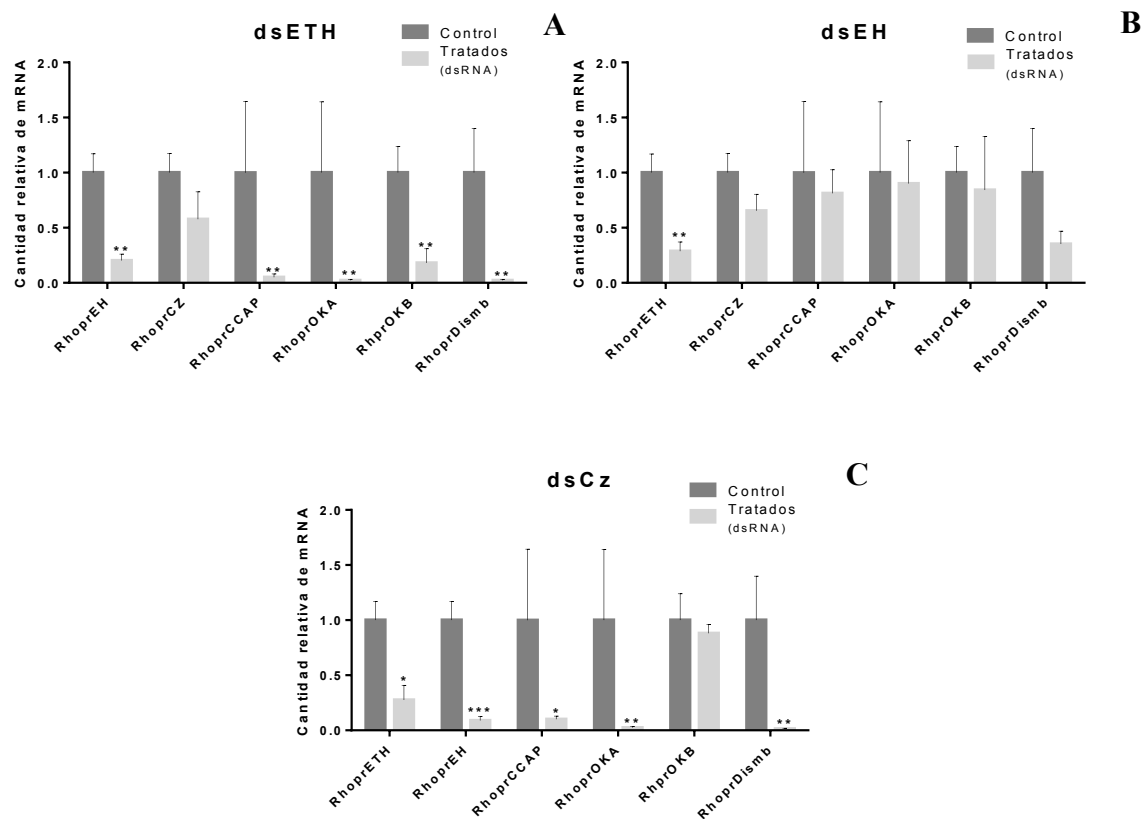 dsETH
Control
Tratados
(dsRNA)
A
Cantidad relativa de mRNA
2.0
1.5
1.0
0.5
0.0
**
**
**
**
**
RhoprEH
RhoprCZ
RhoprCCAP
RhoprOKA
RhprOKB
RhoprDismb
dsEH
Control
Tratados
(dsRNA)
B
Cantidad relativa de mRNA
2.0
1.5
1.0
0.5
0.0
**
RhoprETH
RhoprCZ
RhoprCCAP
RhoprOKA
RhprOKB
RhoprDismb
dsCz
Control
Tratados
(dsRNA)
C
Cantidad relativa de mRNA
2.0
1.5
1.0
0.5
0.0
*
***
*
**
**
RhoprETH
RhoprEH
RhoprCCAP
RhoprOKA
RhprOKB
RhoprDismb